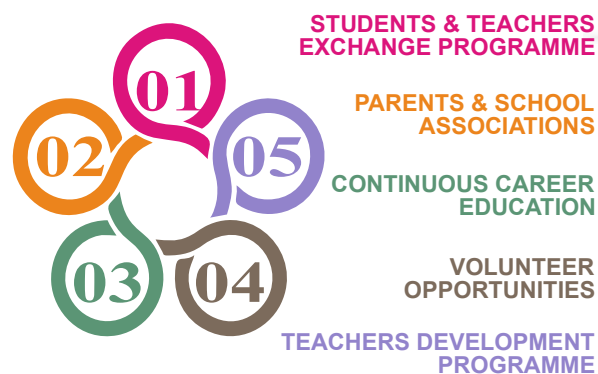 01
02
03
04
05
STUDENTS & TEACHERS
EXCHANGE PROGRAMME
PARENTS & SCHOOL
ASSOCIATIONS
CONTINUOUS CAREER
EDUCATION
VOLUNTEER
OPPORTUNITIES
TEACHERS DEVELOPMENT
PROGRAMME